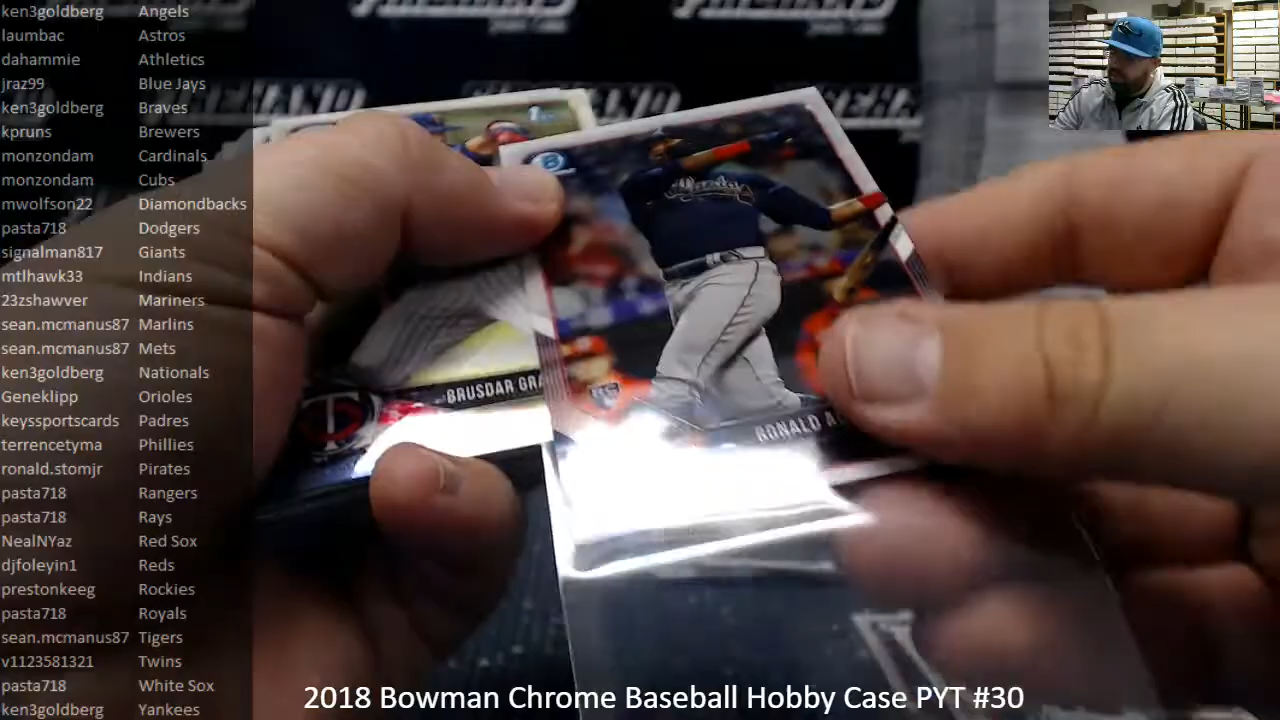 ken3goldberg Angels
laumbac Astros
dahammie Athletics
jraz99 Blue Jays
ken3goldberg Braves
kpruns Brewers
monzondam Cardinals
monzondam Cubs
mwolfson22 Diamondbacks
pasta718 Dodgers
signalman817 Giants
mtlhawk33 Indians
23zshawver Mariners
sean.mcmanus87 Marlins
sean.mcmanus87 Mets
ken3goldberg Nationals
Geneklipp Orioles
keyssportscards Padres
terrencetyma Phillies
ronald.stomjr Pirates
pasta718 Rangers
pasta718 Rays
NealNYaz Red Sox
djfoleyin1 Reds
prestonkeeg Rockies
pasta718 Royals
sean.mcmanus87 Tigers
v1123581321 Twins
pasta718 White Sox
ken3goldberg Yankees
BRUSDAR GRA
RONALD A
2018 Bowman Chrome Baseball Hobby Case PYT #30